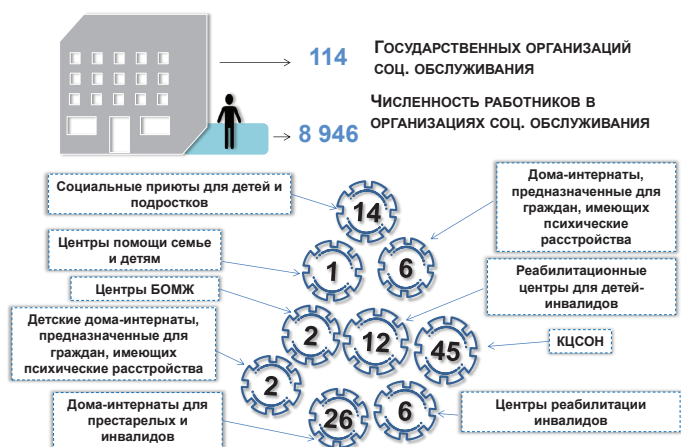 114
ГОСУДАРСТВЕННЫХ ОРГАНИЗАЦИЙ
СОЦ. ОБСЛУЖИВАНИЯ
8 946
ЧИСЛЕННОСТЬ РАБОТНИКОВ В
ОРГАНИЗАЦИЯХ СОЦ. ОБСЛУЖИВАНИЯ
Социальные приюты для детей и
подростков
14
Дома-интернаты,
предназначенные для
граждан, имеющих
психические
расстройства
6
Центры помощи семье
и детям
1
Центры БОМЖ
2
Реабилитационные
центры для детей-
инвалидов
12
КЦСОН
45
Детские дома-интернаты,
предназначенные для
граждан, имеющих
психические расстройства
2
Дома-интернаты для
престарелых и
инвалидов
26
6
Центры реабилитации
инвалидов